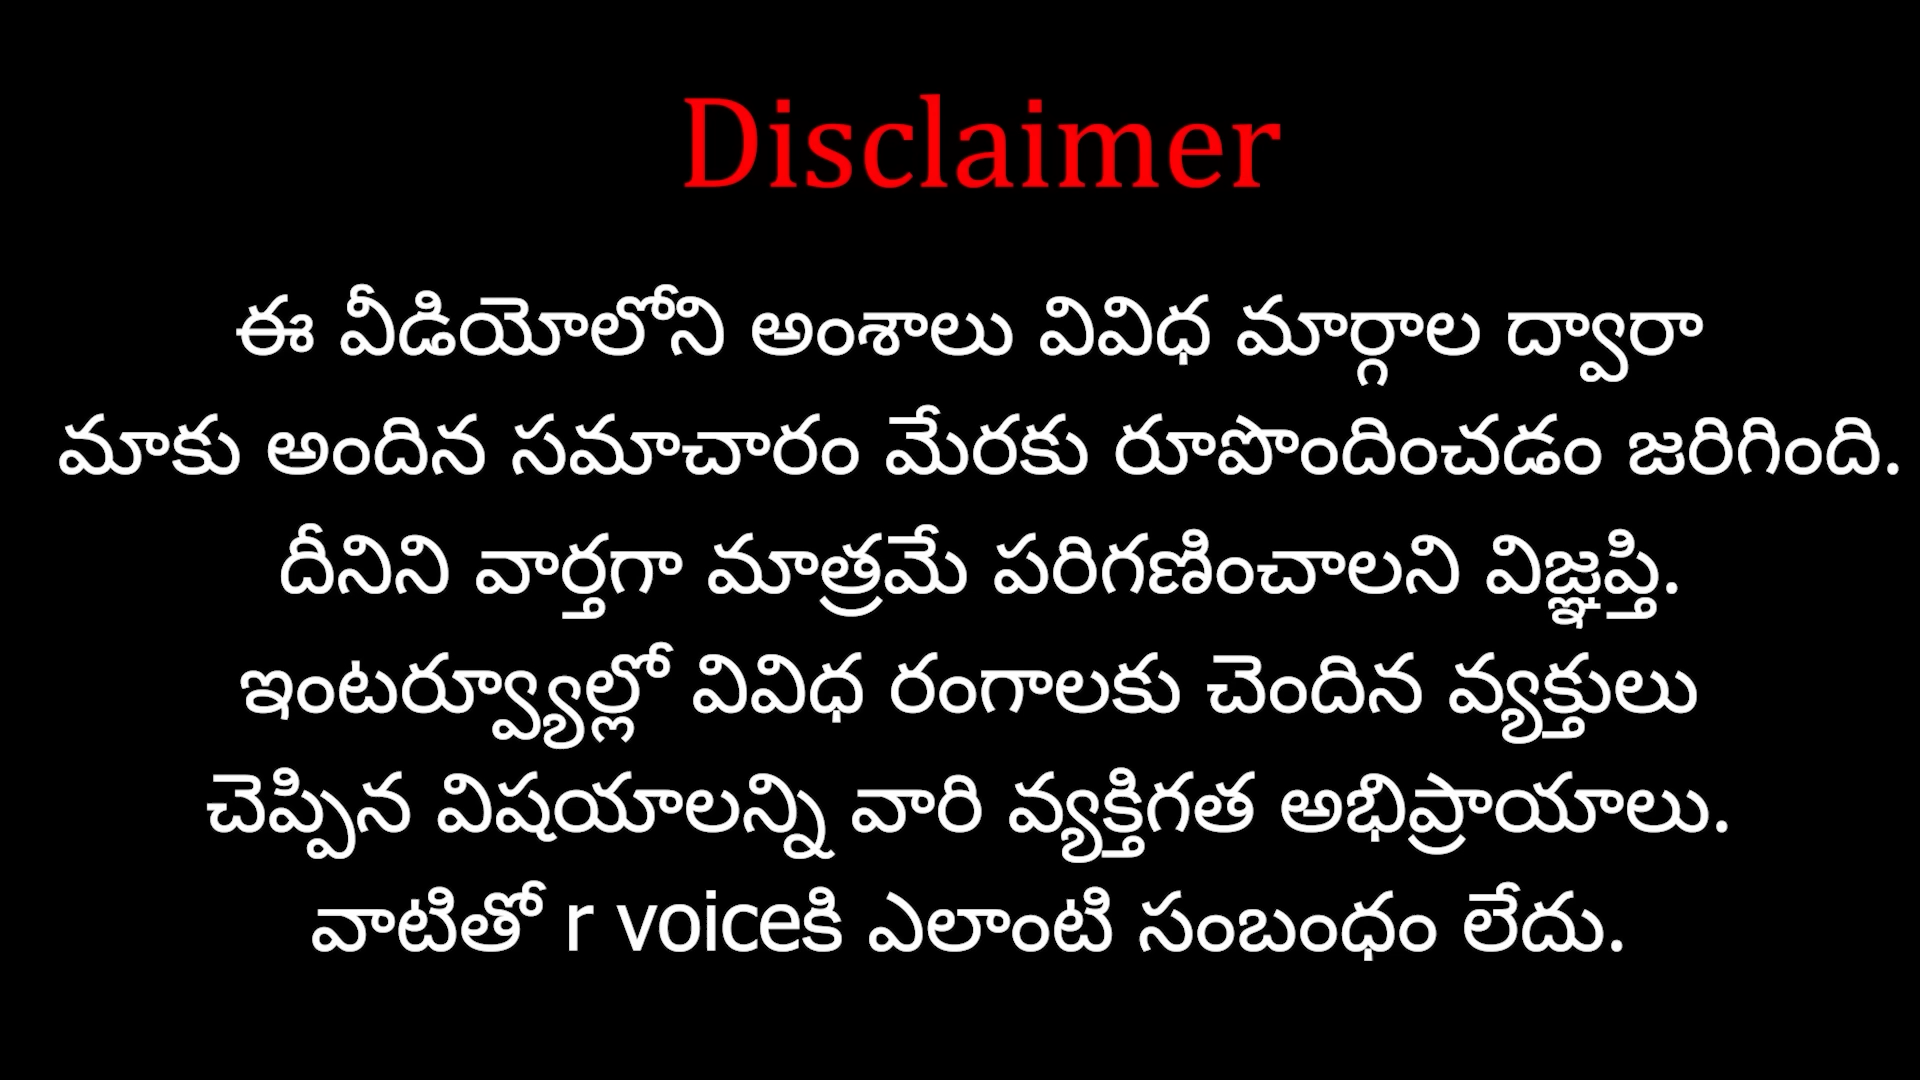 Disclaimer
ఈ వీడియోలోని అంశాలు వివిధ మార్గాల ద్వారా
మాకు అందిన సమాచారం మేరకు రూపొందించడం జరిగింది.
దీనిని వార్తగా మాత్రమే పరిగణించాలని విజ్ఞప్తి.
ఇంటర్వ్యూల్లో వివిధ రంగాలకు చెందిన వ్యక్తులు
చెప్పిన విషయాలన్ని వారి వ్యక్తిగత అభిప్రాయాలు.
వాటితో r voiceకి ఎలాంటి సంబంధం లేదు.